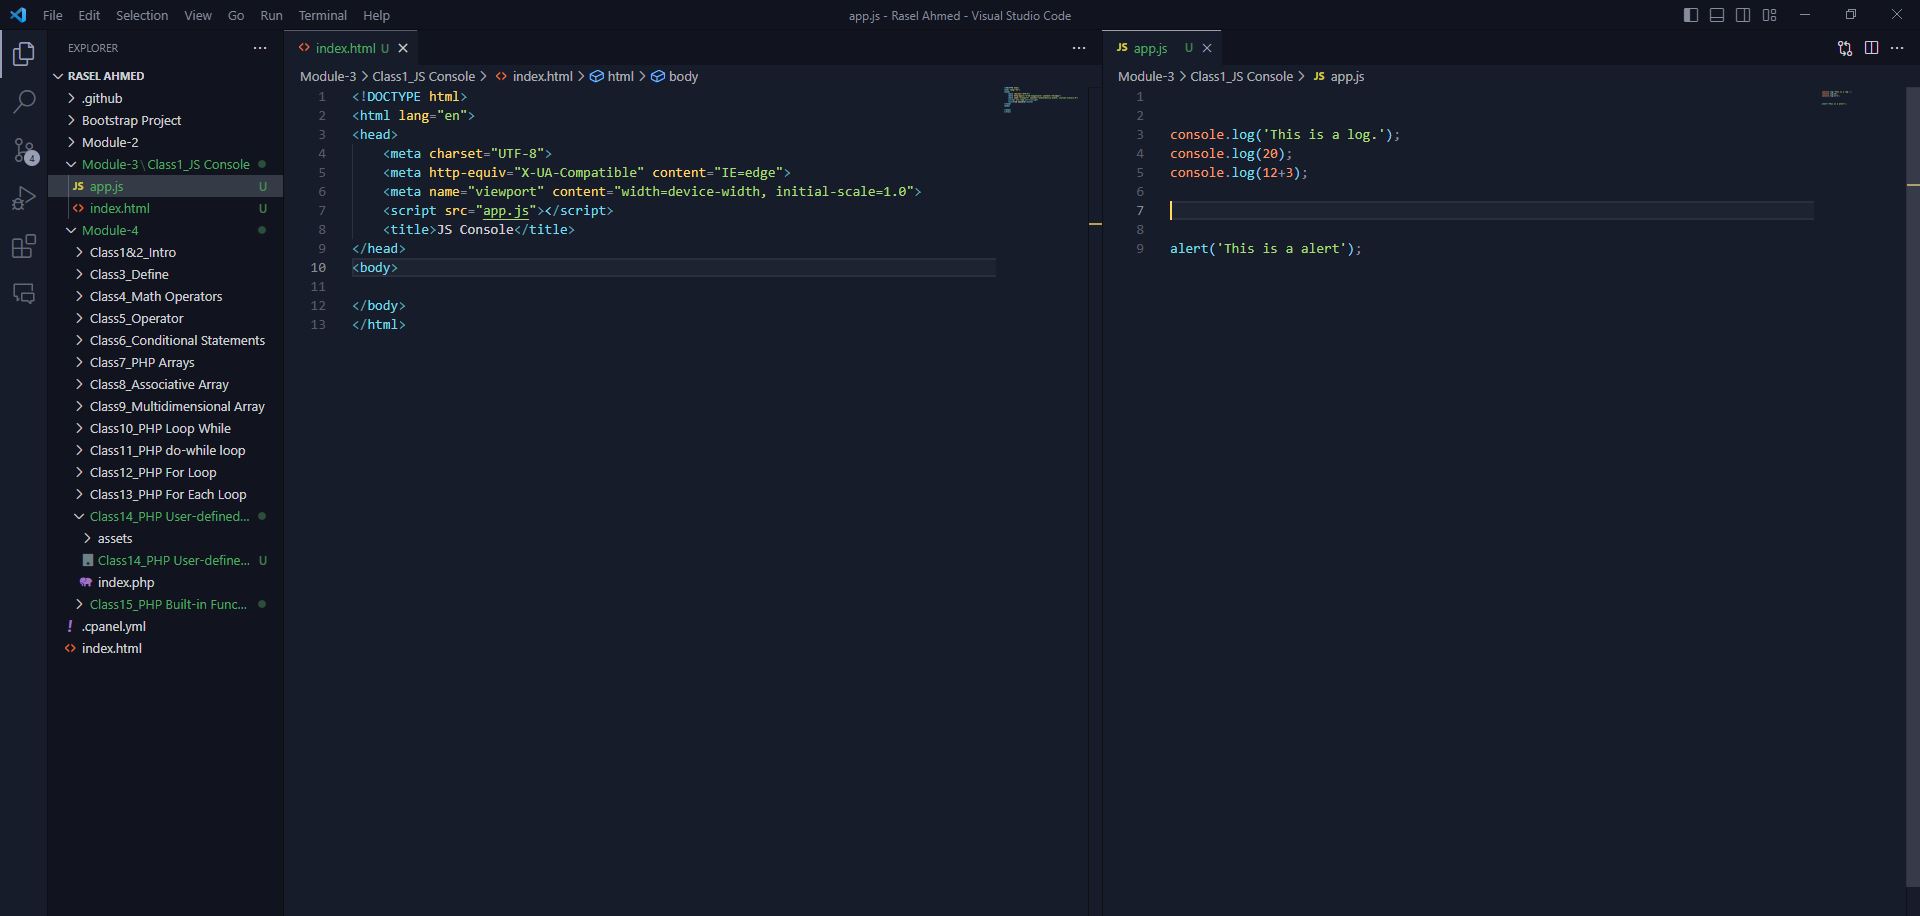 File Edit Selection View Go Run Terminal Help
app.js - Rasel Ahmed - Visual Studio Code
EXPLORER
RASEL AHMED
.github
Bootstrap Project
Module-2
Module-3\Class1_JS Console
JS app.js U
index.html U
Module-4
Class1&2_Intro
Class3_Define
Class4_Math Operators
Class5_Operator
Class6_Conditional Statements
Class7_PHP Arrays
Class8_Associative Array
Class9_Multidimensional Array
Class10_PHP Loop While
Class11_PHP do-while loop
Class12_PHP For Loop
Class13_PHP For Each Loop
Class14_PHP User-defined...
assets
Class14_PHP User-define... U
index.php
Class15_PHP Built-in Func...
! .cpanel.yml
index.html
4
index.html U
Module-3 > Class1_JS Console > index.html > html > body
1 <!DOCTYPE html>
2 <html lang="en">
3 <head>
4 <meta charset="UTF-8">
5 <meta http-equiv="X-UA-Compatible" content="IE=edge">
6 <meta name="viewport" content="width=device-width, initial-scale=1.0">
7 <script src="app.js"></script>
8 <title>JS Console</title>
9 </head>
10 <body>
11
12 </body>
13 </html>
JS app.js U
Module-3 > Class1_JS Console > JS app.js
1
2
3 console.log('This is a log.');
4 console.log(20);
5 console.log(12+3);
6
7
8
9 alert('This is a alert');